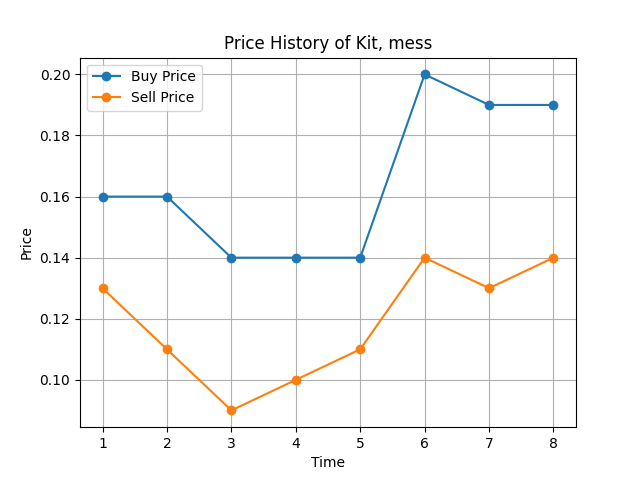 Price History of Kit, mess
Buy Price
Sell Price
0.20
0.18
0.16
0.14
0.12
0.10
Price
1 2 3 4 5 6 7 8
Time